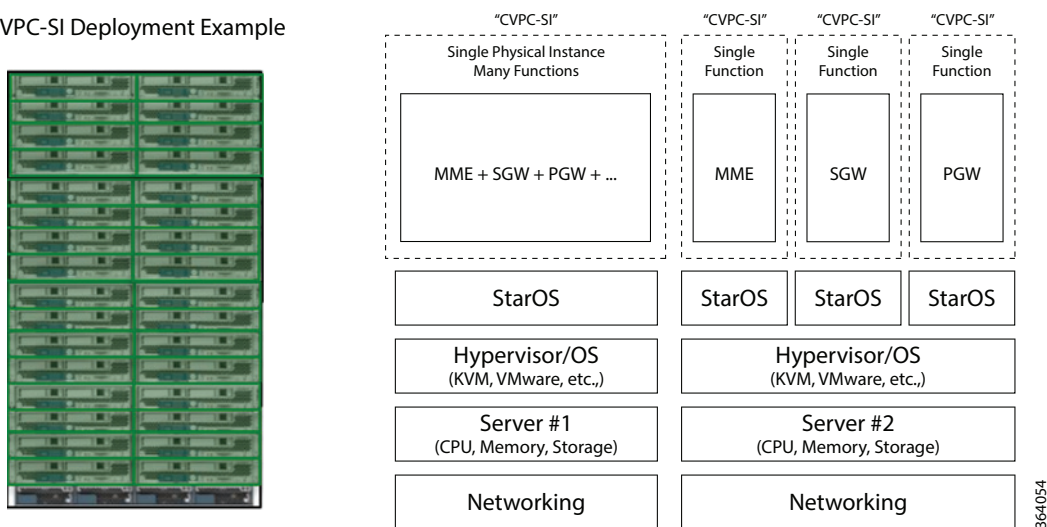 VPC-SI Deployment Example
"CVPC-SI"
Single Physical Instance
Many Functions
MME + SGW + PGW + ...
StarOS
Hypervisor/OS
(KVM, VMware, etc.,)
Server #1
(CPU, Memory, Storage)
Networking
"CVPC-SI"
Single
Function
MME
StarOS
"CVPC-SI"
Single
Function
SGW
StarOS
"CVPC-SI"
Single
Function
PGW
StarOS
Hypervisor/OS
(KVM, VMware, etc.,)
Server #2
(CPU, Memory, Storage)
Networking
364054